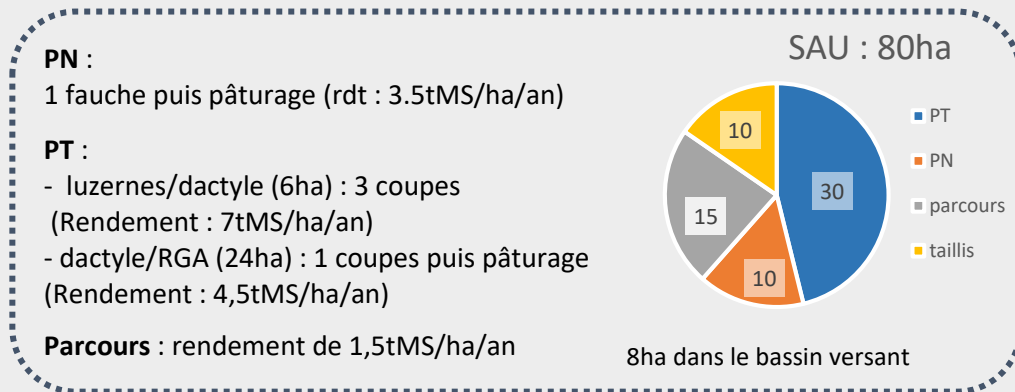 PN :
1 fauche puis pâturage (rdt : 3.5tMS/ha/an)
PT :
- luzernes/dactyle (6ha) : 3 coupes
(Rendement : 7tMS/ha/an)
- dactyle/RGA (24ha) : 1 coupes puis pâturage
(Rendement : 4,5tMS/ha/an)
Parcours : rendement de 1,5tMS/ha/an
SAU : 80ha
10
30
15
10
PT
PN
parcours
taillis
8ha dans le bassin versant